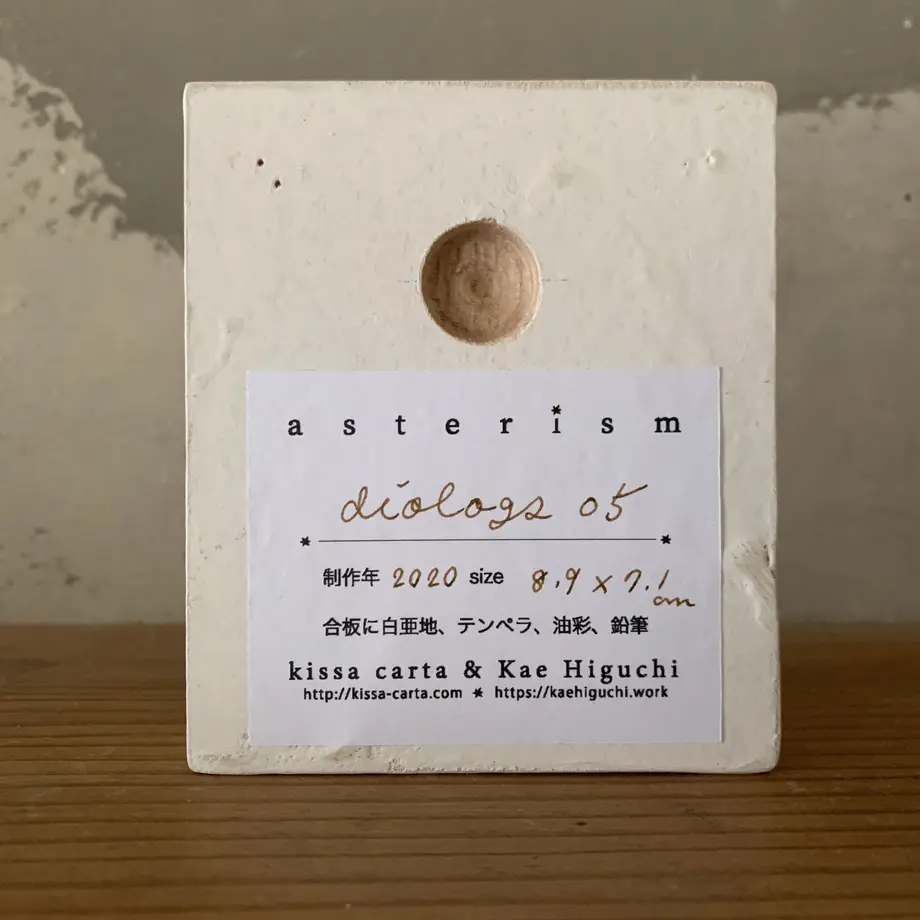 asterism
diologs 05
制作年 2020 size 8.9 x 7.1 cm
合板に白亜地、テンペラ、油彩、鉛筆
kissa carta & Kae Higuchi
http://kissa-carta.com * https://kaehiguchi.work